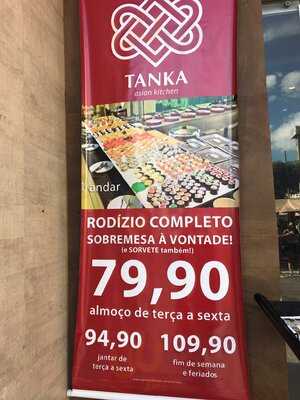 TANKA
asian kitchen
andar
RODÍZIO COMPLETO
SOBREMESA À VONTADE!
(e SORVETE também!)
79,90
almoço de terça a sexta
94,90 109,90
jantar de fim de semana
terça a sexta e feriados